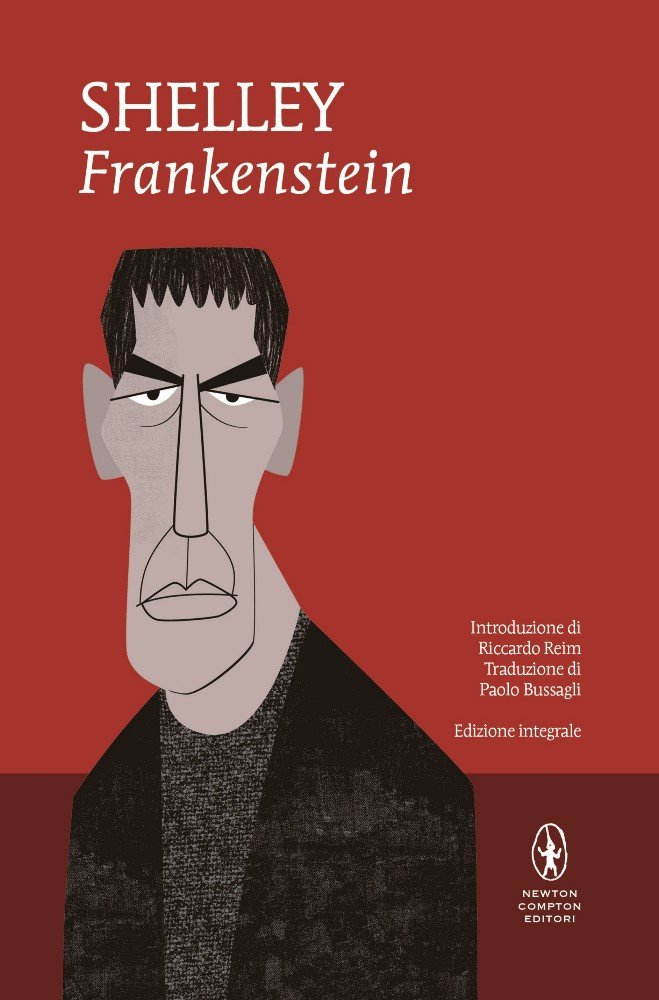 SHELLEY
Frankenstein
Introduzione di
Riccardo Reim
Traduzione di
Paolo Bussagli
Edizione integrale
NEWTON
COMPTON
EDITORI